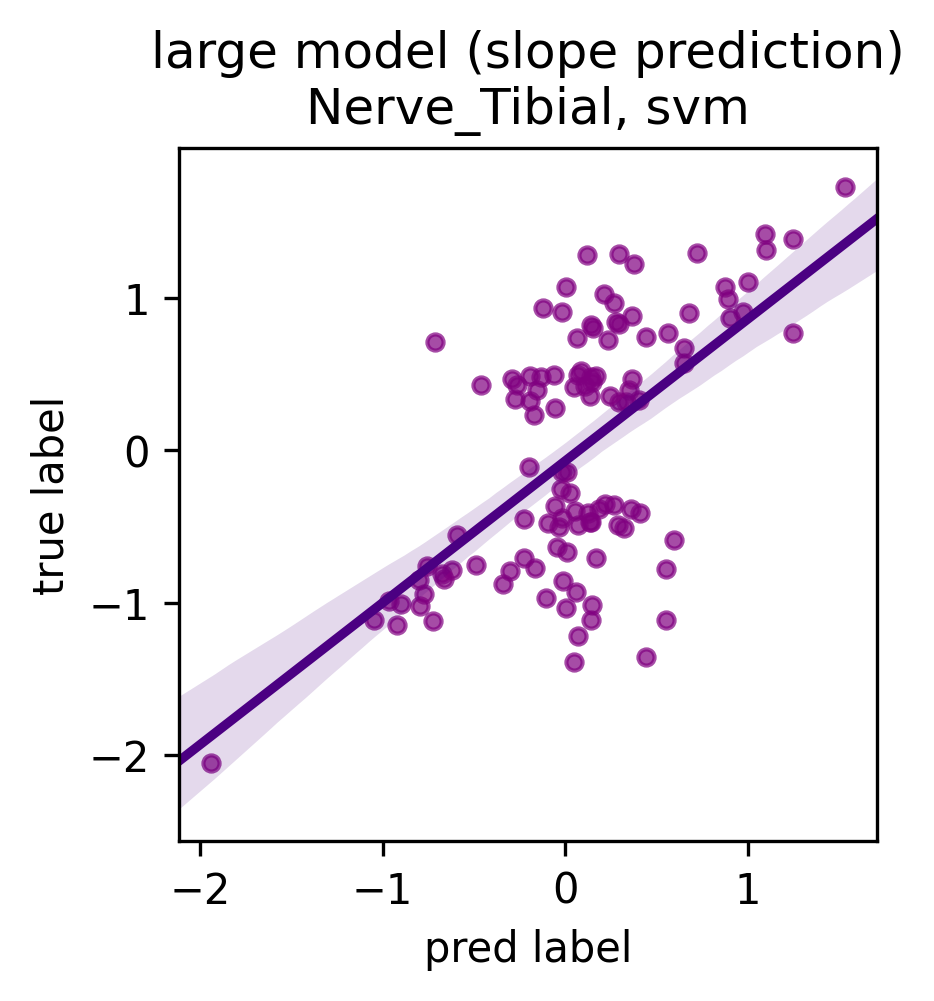 large model (slope prediction)
Nerve_Tibial, svm
1
0
−1
−2
true label
−2
−1
0
1
pred label